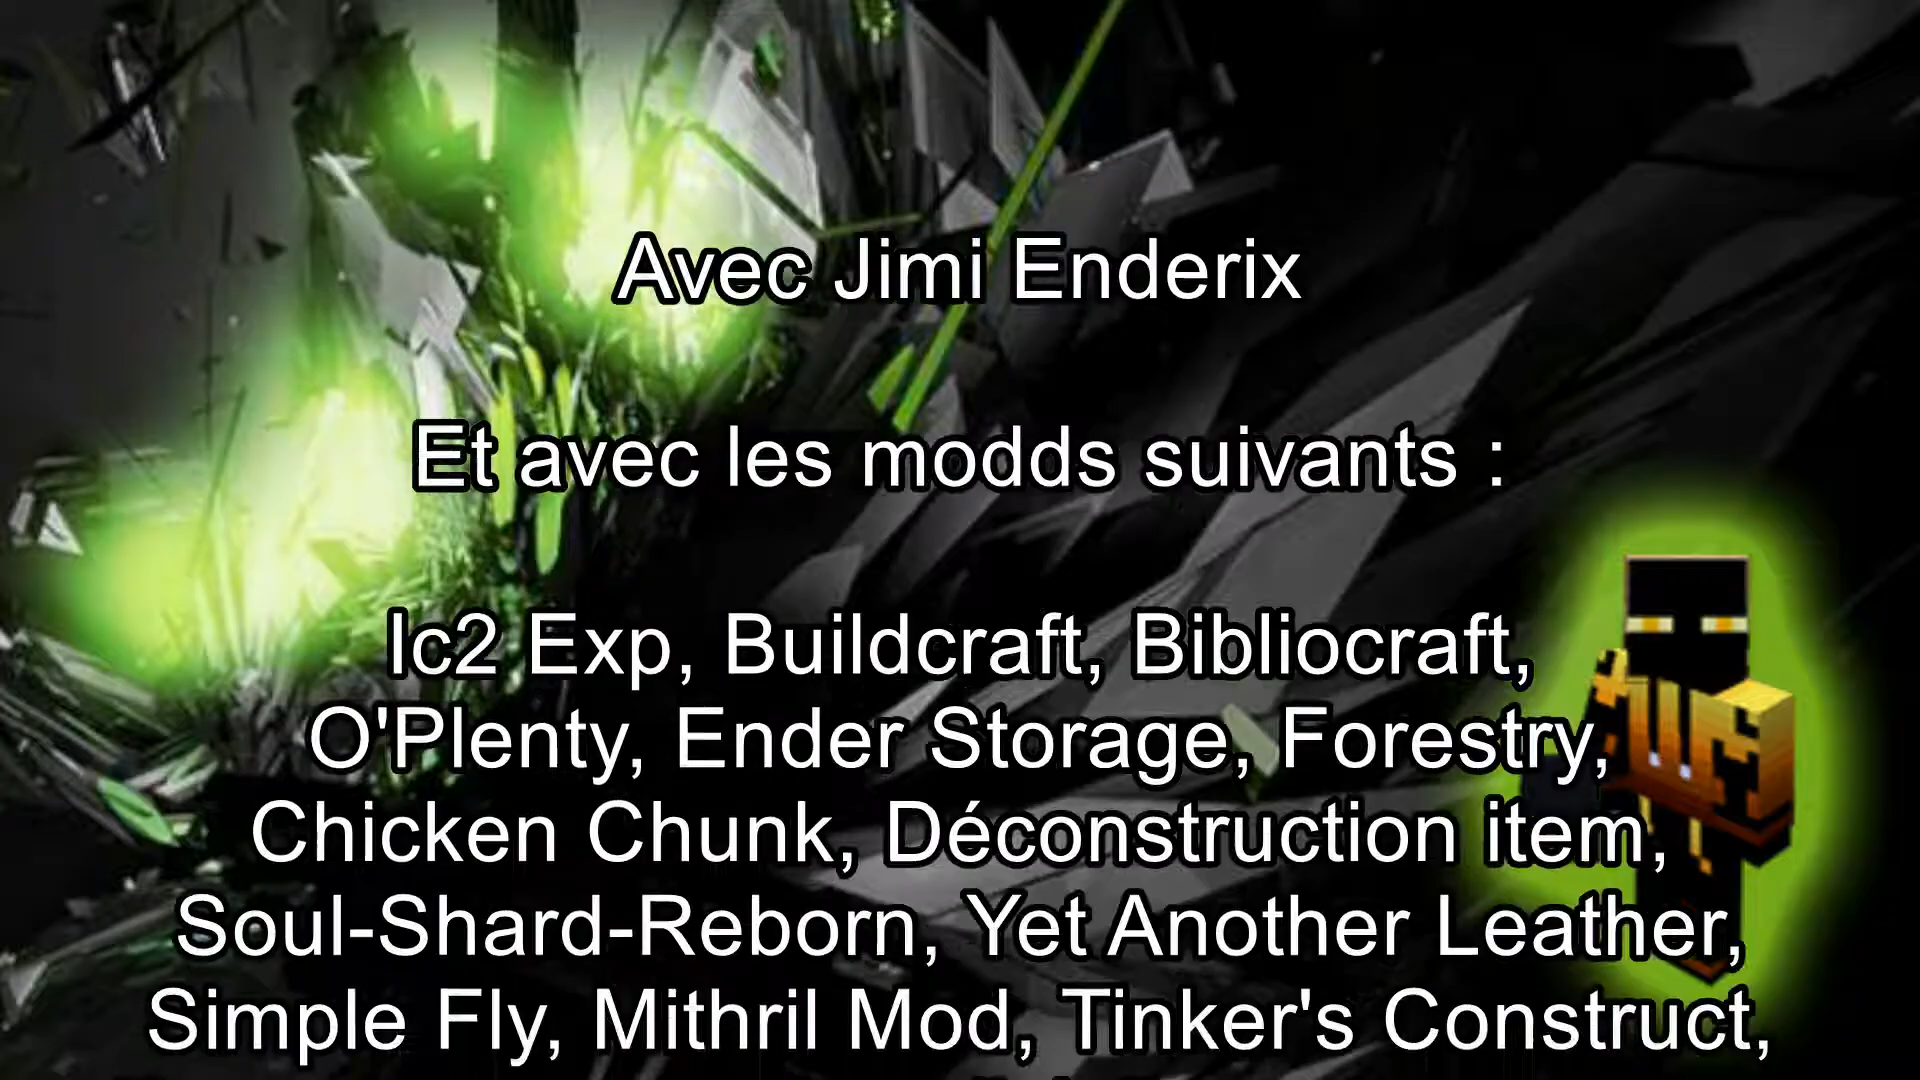 Avec Jimi Enderix
Et avec les modds suivants :
Ic2 Exp, Buildcraft, Bibliocraft,
O'Plenty, Ender Storage, Forestry,
Chicken Chunk, Déconstruction item,
Soul-Shard-Reborn, Yet Another Leather,
Simple Fly, Mithril Mod, Tinker's Construct,